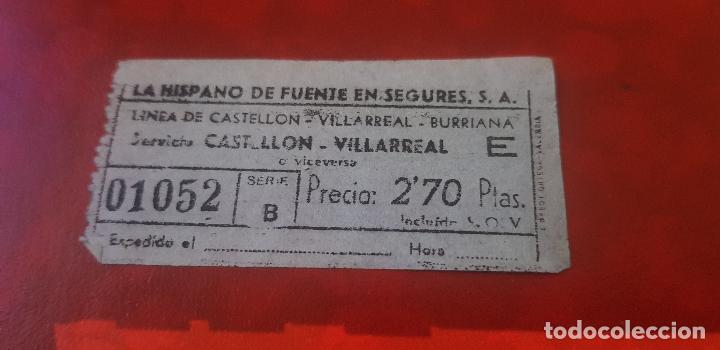 LA HISPANO DE FUENTE EN-SEGURES, S. A.
LINEA DE CASTELLON - VILLARREAL - BURRIANA
Servicio CASTELLON - VILLARREAL E
o viceversa
01052 SERIE B Precio: 2'70 Ptas.
Incluído S. O. V
Expedido el Hora
todocoleccion